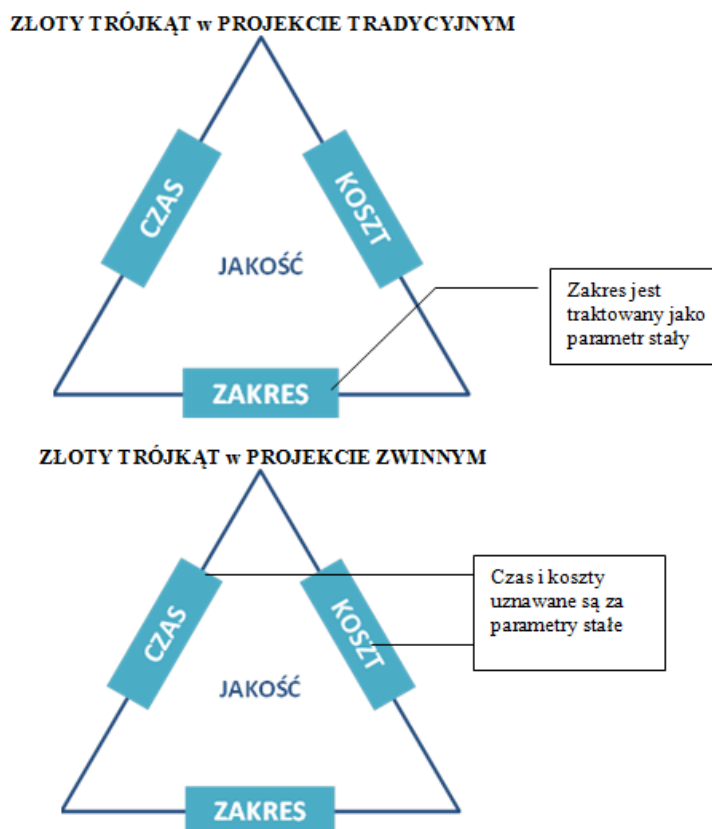 ZŁOTY TRÓJKĄT w PROJEKCIE TRADYCYJNYM
CZAS
KOSZT
JAKOŚĆ
Zakres jest
traktowany jako
parametr stały
ZAKRES
ZŁOTY TRÓJKĄT w PROJEKCIE ZWINNYM
Czas i koszty
uznawane są za
parametry stałe
CZAS
KOSZT
JAKOŚĆ
ZAKRES